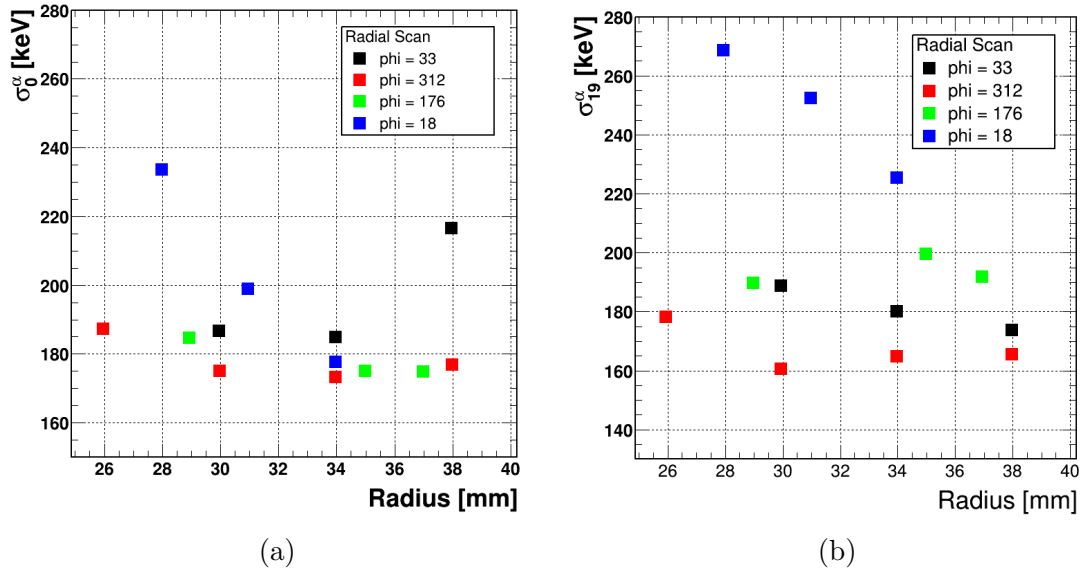 σ₀ᵅ [keV]
280
260
240
220
200
180
160
26 28 30 32 34 36 38 40
Radius [mm]
Radial Scan
phi = 33
phi = 312
phi = 176
phi = 18
(a)
σ₁₉ᵅ [keV]
280
260
240
220
200
180
160
140
26 28 30 32 34 36 38 40
Radius [mm]
Radial Scan
phi = 33
phi = 312
phi = 176
phi = 18
(b)